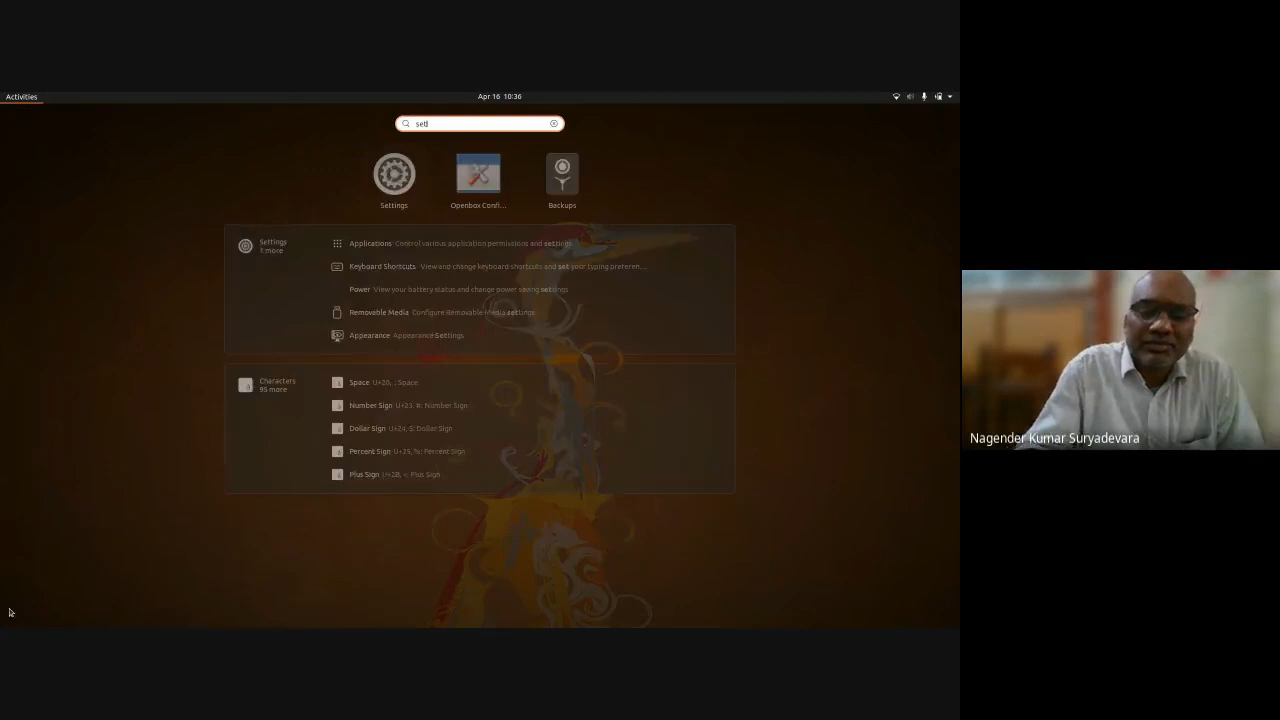 Activities
Apr 16 10:36
set
Settings
Openbox Confi...
Backups
Settings
1 more
Applications Control various application permissions and settings
Keyboard Shortcuts View and change keyboard shortcuts and set your typing preferen...
Power View your battery status and change power saving settings
Removable Media Configure Removable Media settings
Appearance Appearance Settings
Characters
95 more
Space U+20, : Space
Number Sign U+23, #: Number Sign
Dollar Sign U+24, $: Dollar Sign
Percent Sign U+25, %: Percent Sign
Plus Sign U+2B, Plus Sign
Nagender Kumar Suryadevara